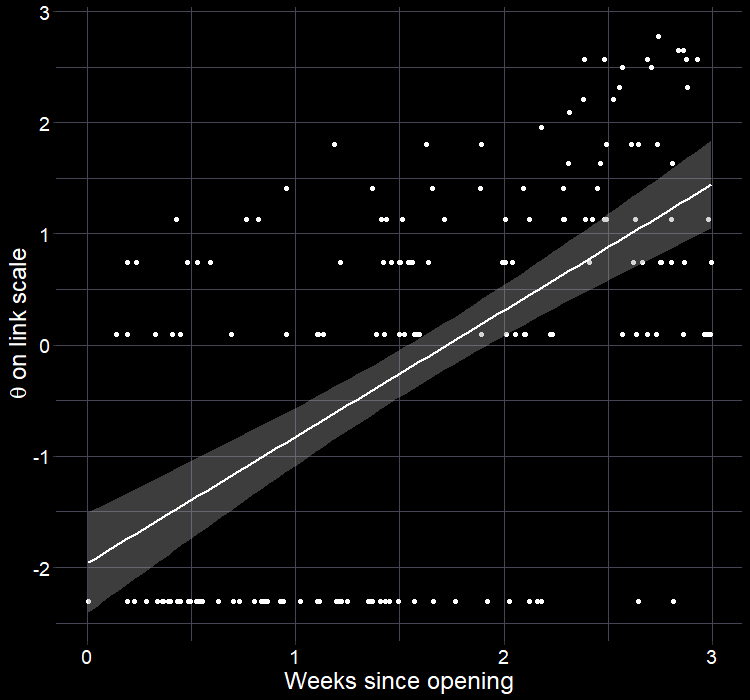 3
2
1
0
-1
-2
θ on link scale
0 1 2 3
Weeks since opening